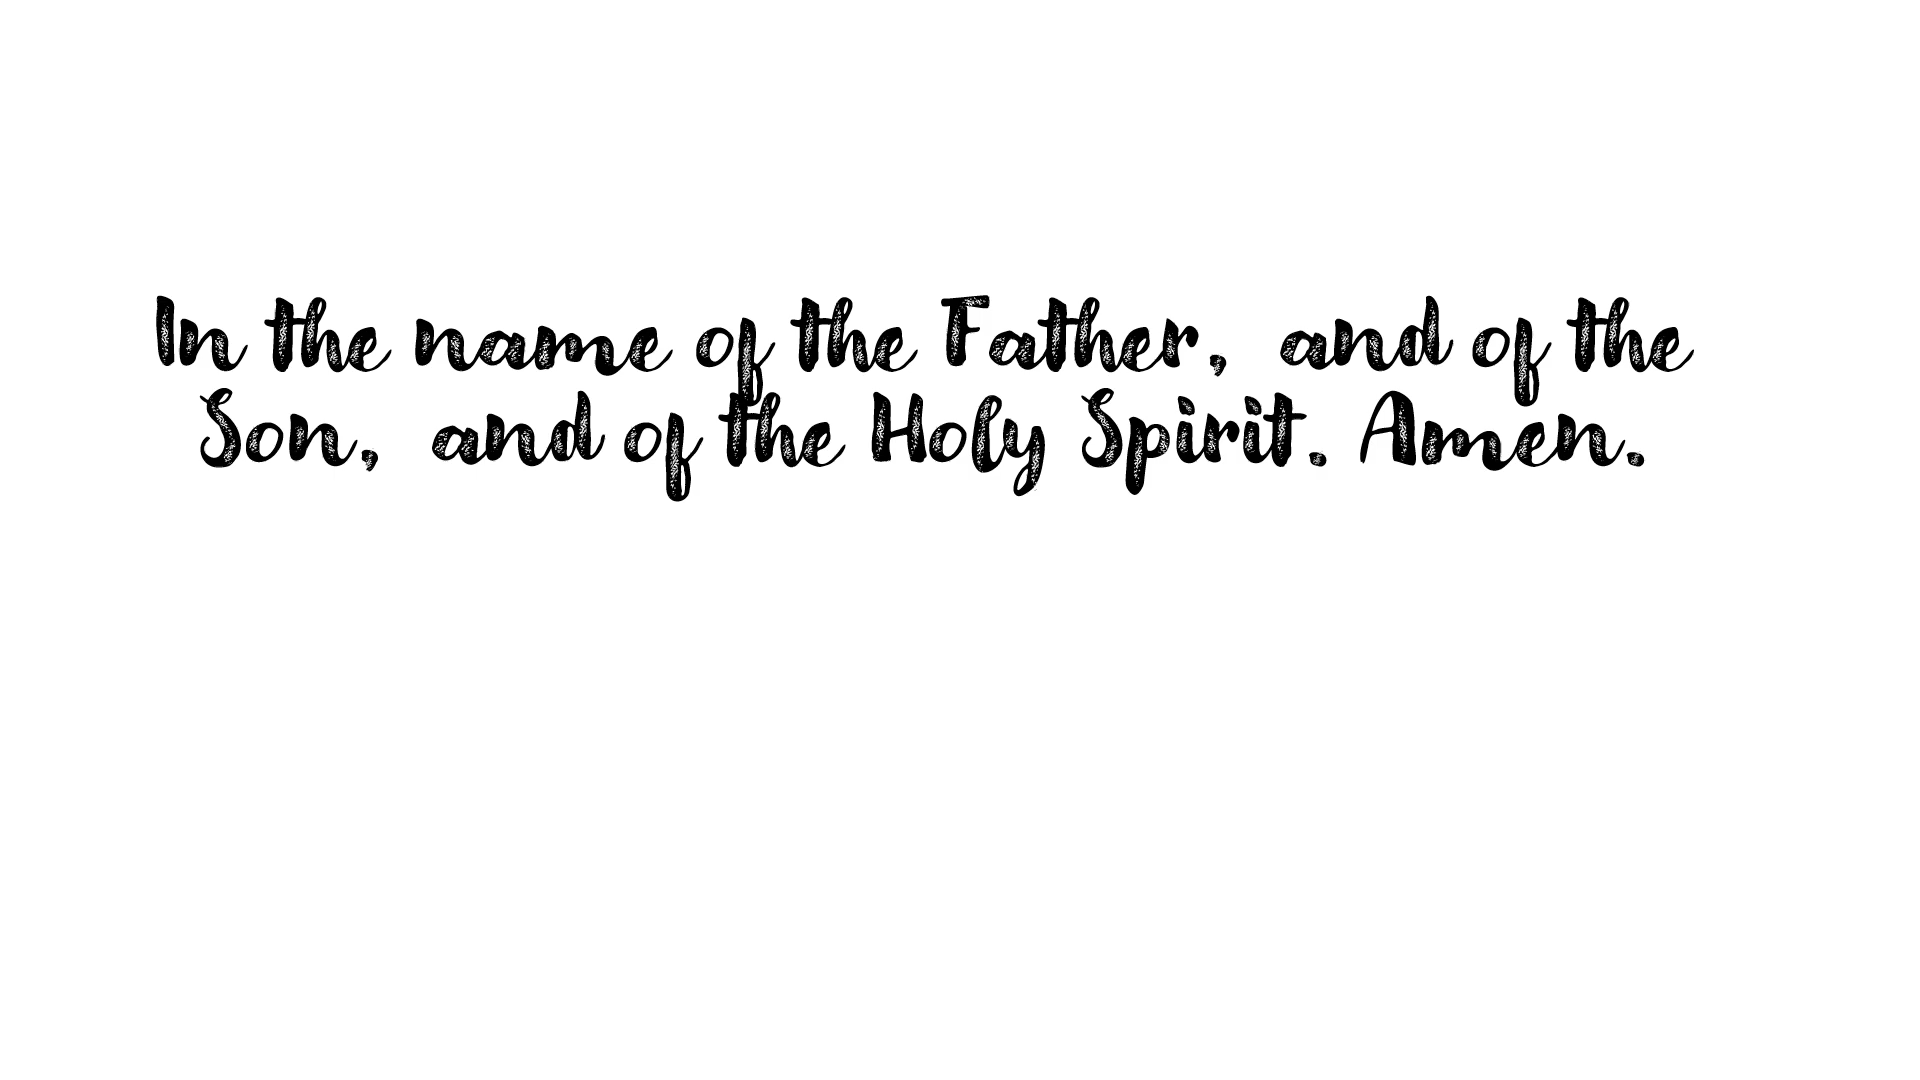 In the name of the Father, and of the
Son, and of the Holy Spirit. Amen.